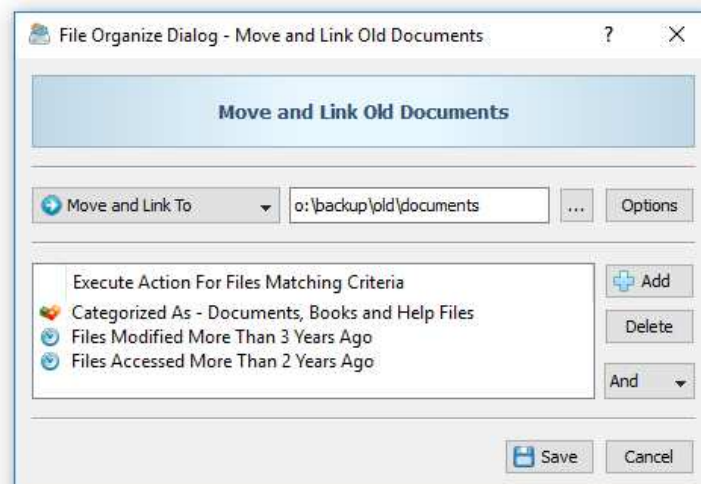 File Organize Dialog - Move and Link Old Documents ?
Move and Link Old Documents
Move and Link To o:\backup\old\documents ... Options
Execute Action For Files Matching Criteria Add
Categorized As - Documents, Books and Help Files
Files Modified More Than 3 Years Ago Delete
Files Accessed More Than 2 Years Ago
And
Save Cancel